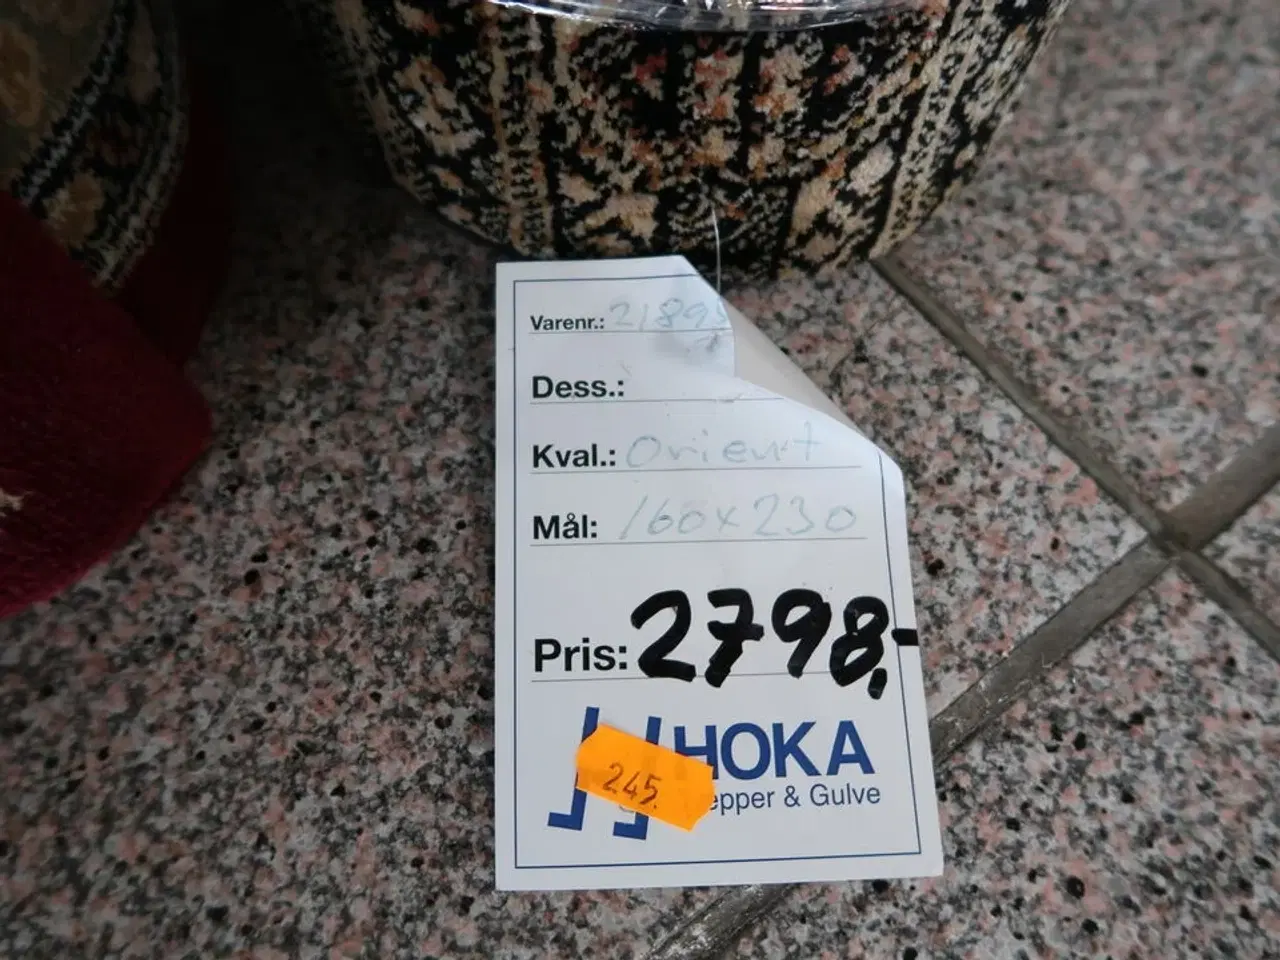 Varenr.:
Dess.:
Kval.: Orient
Mål: 160x230
Pris: 2798,-
HOKA
epper & Gulve
245.